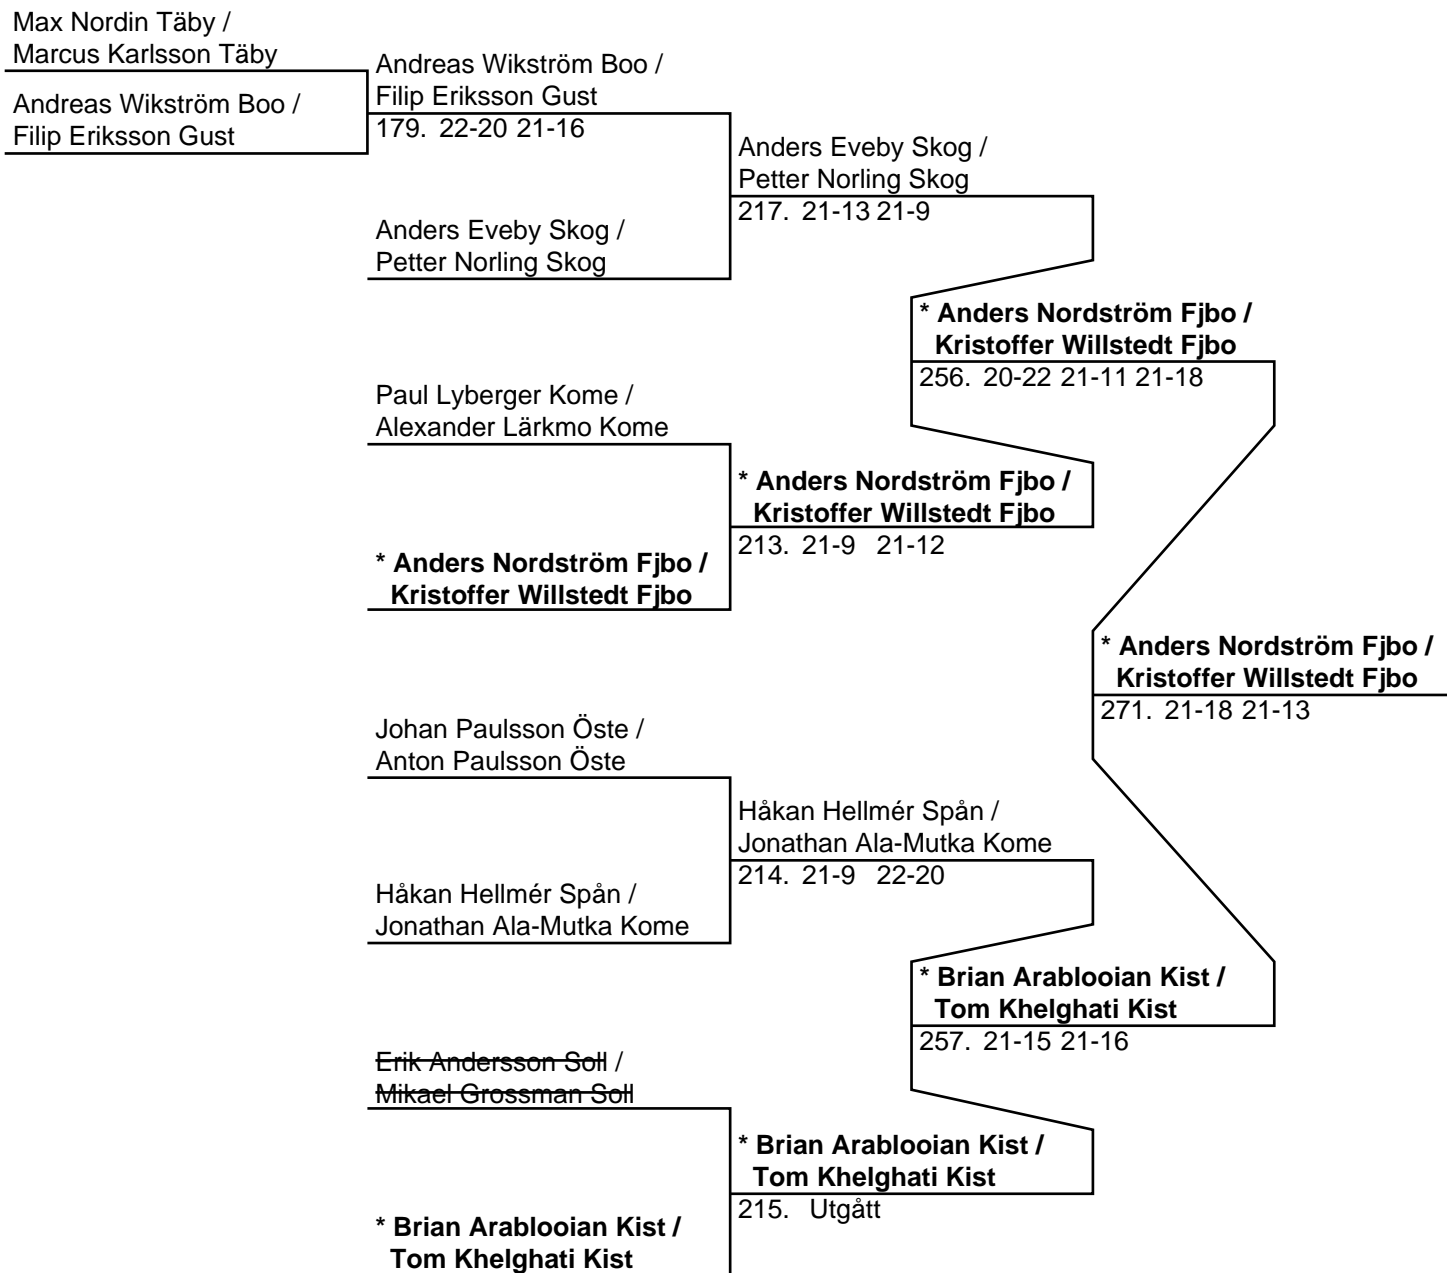 Max Nordin Täby /
Marcus Karlsson Täby
Andreas Wikström Boo /
Filip Eriksson Gust
Andreas Wikström Boo /
Filip Eriksson Gust
179. 22-20 21-16
Anders Eveby Skog /
Petter Norling Skog
Anders Eveby Skog /
Petter Norling Skog
217. 21-13 21-9
* Anders Nordström Fjbo /
Kristoffer Willstedt Fjbo
256. 20-22 21-11 21-18
Paul Lyberger Kome /
Alexander Lärkmo Kome
* Anders Nordström Fjbo /
Kristoffer Willstedt Fjbo
213. 21-9 21-12
* Anders Nordström Fjbo /
Kristoffer Willstedt Fjbo
* Anders Nordström Fjbo /
Kristoffer Willstedt Fjbo
271. 21-18 21-13
Johan Paulsson Öste /
Anton Paulsson Öste
Håkan Hellmér Spån /
Jonathan Ala-Mutka Kome
214. 21-9 22-20
Håkan Hellmér Spån /
Jonathan Ala-Mutka Kome
* Brian Arablooian Kist /
Tom Khelghati Kist
257. 21-15 21-16
Erik Andersson Soll /
Mikael Grossman Soll
* Brian Arablooian Kist /
Tom Khelghati Kist
215. Utgått
* Brian Arablooian Kist /
Tom Khelghati Kist